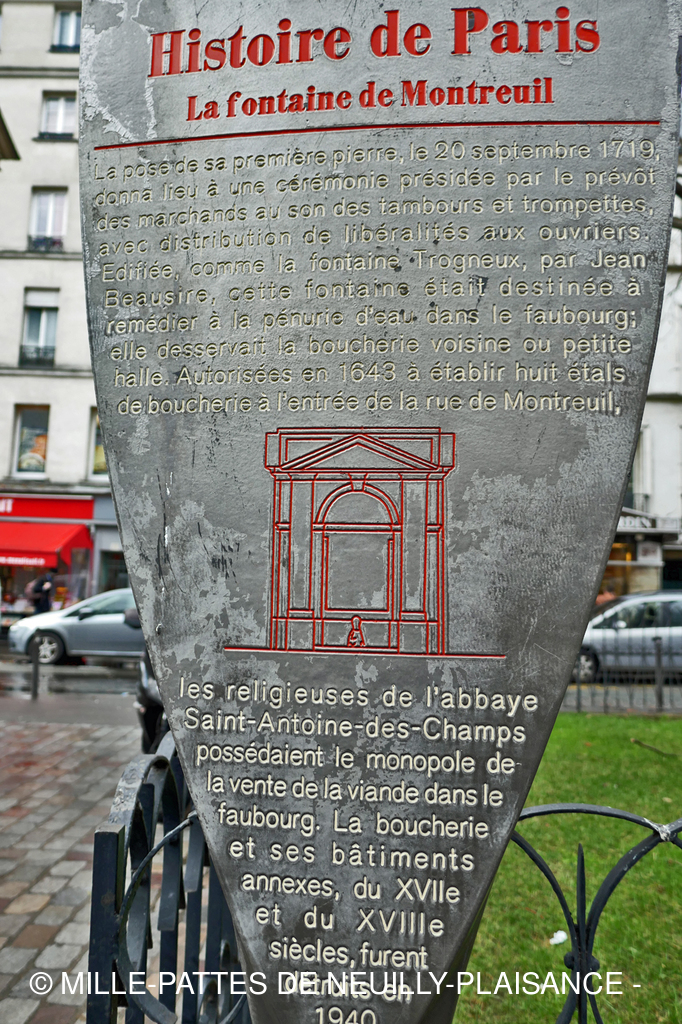 Histoire de Paris
La fontaine de Montreuil
La pose de sa première pierre, le 20 septembre 1719,
donna lieu à une cérémonie présidée par le prévôt
des marchands au son des tambours et trompettes,
avec distribution de libéralités aux ouvriers.
Edifiée, comme la fontaine Trogneux, par Jean
Beausire, cette fontaine était destinée à
remédier à la pénurie d'eau dans le faubourg;
elle desservait la boucherie voisine ou petite
halle. Autorisées en 1643 à établir huit étals
de boucherie à l'entrée de la rue de Montreuil,
les religieuses de l'abbaye
Saint-Antoine-des-Champs
possédaient le monopole de
la vente de la viande dans le
faubourg. La boucherie
et ses bâtiments
annexes, du XVIIe
et du XVIIIe
siècles, furent
détruits en
1940
© MILLE-PATTES DE NEUILLY-PLAISANCE -